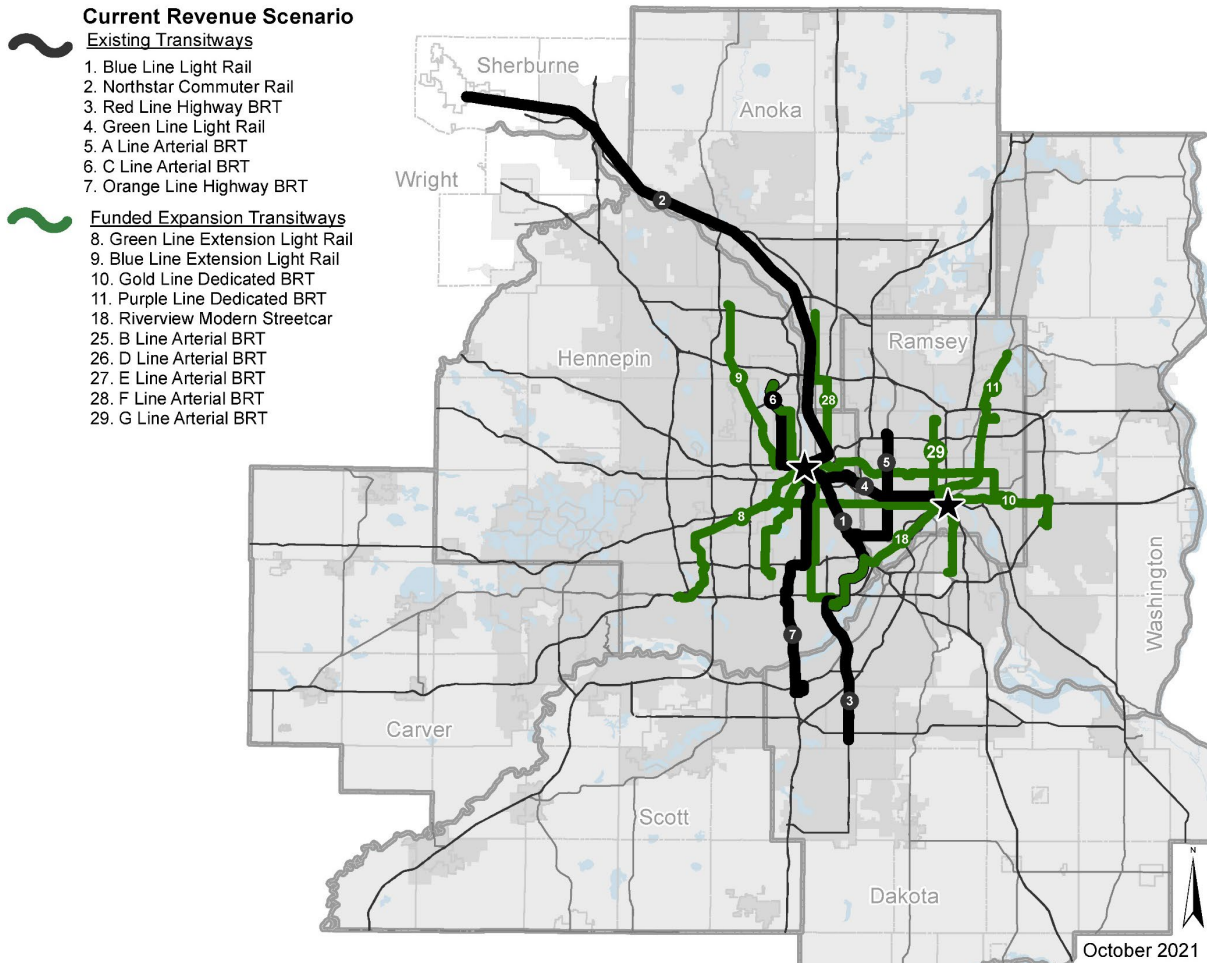 Current Revenue Scenario
Existing Transitways
1. Blue Line Light Rail
2. Northstar Commuter Rail
3. Red Line Highway BRT
4. Green Line Light Rail
5. A Line Arterial BRT
6. C Line Arterial BRT
7. Orange Line Highway BRT
Funded Expansion Transitways
8. Green Line Extension Light Rail
9. Blue Line Extension Light Rail
10. Gold Line Dedicated BRT
11. Purple Line Dedicated BRT
18. Riverview Modern Streetcar
25. B Line Arterial BRT
26. D Line Arterial BRT
27. E Line Arterial BRT
28. F Line Arterial BRT
29. G Line Arterial BRT
Sherburne
Anoka
Wright
2
Ramsey
Hennepin
9
11
6
28
29
5
4
10
8
1
18
Washington
7
3
Carver
Scott
Dakota
N
October 2021